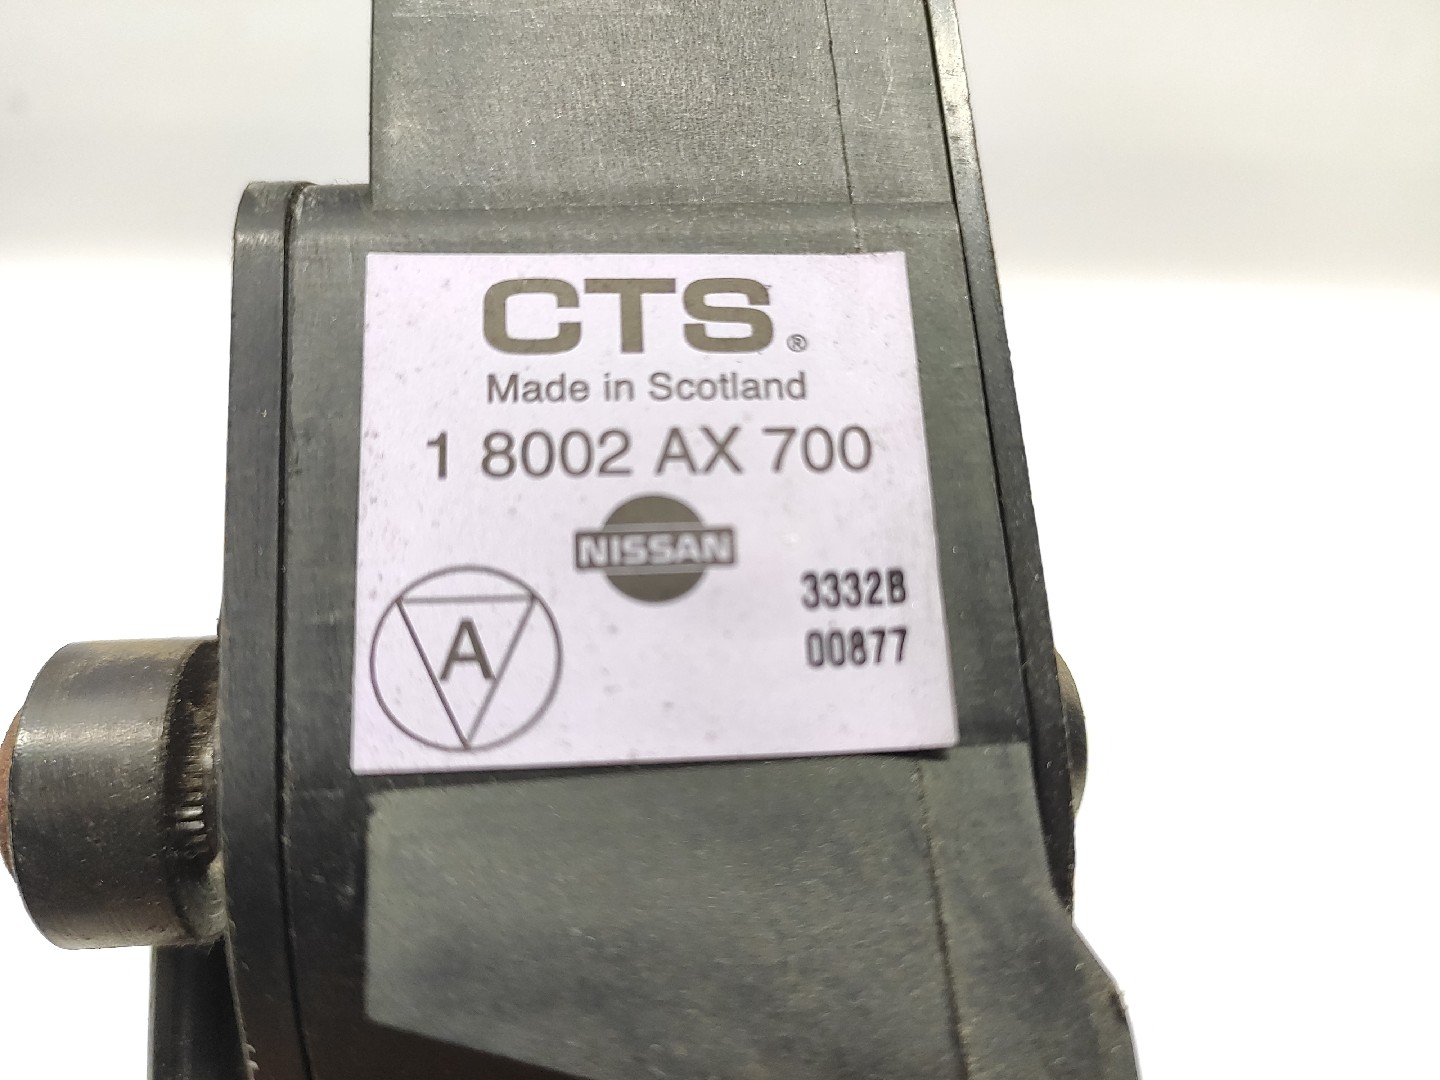 CTS®
Made in Scotland
1 8002 AX 700
NISSAN
3332B
A
00877